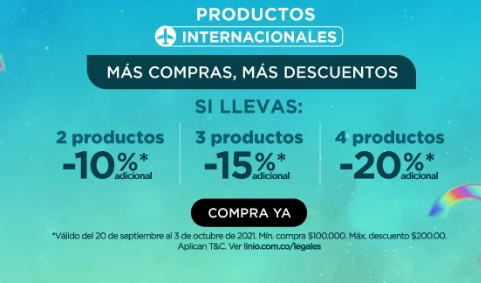 PRODUCTOS
INTERNACIONALES
MÁS COMPRAS, MÁS DESCUENTOS
SI LLEVAS:
2 productos
-10%*
adicional
3 productos
-15%*
adicional
4 productos
-20%*
adicional
COMPRA YA
*Válido del 20 de septiembre al 3 de octubre de 2021. Mín. compra $100.000. Máx. descuento $200.00.
Aplican T&C. Ver linio.com.co/legales